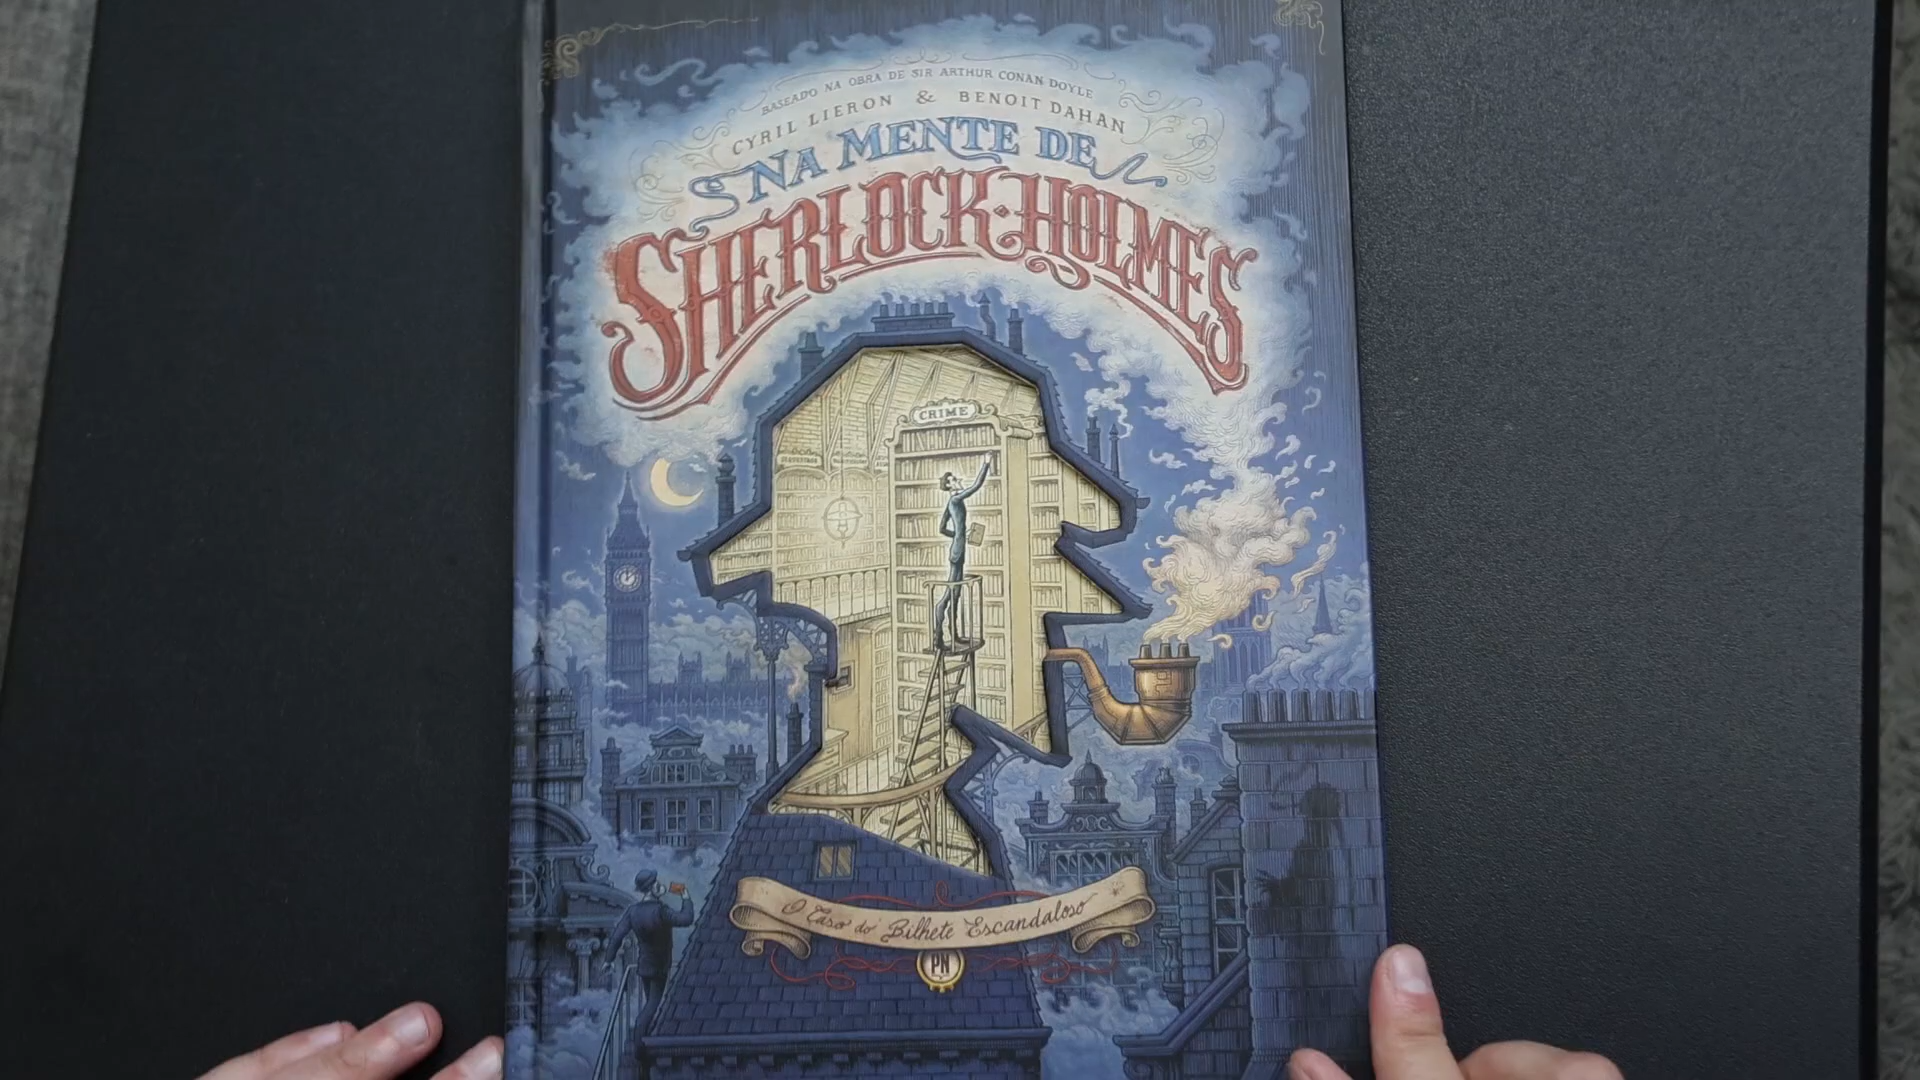 BASEADO NA OBRA DE SIR ARTHUR CONAN DOYLE
CYRIL LIERON & BENOIT DAHAN
NA MENTE DE
SHERLOCK·HOLMES
CRIME
O Caso do Bilhete Escandaloso
PN